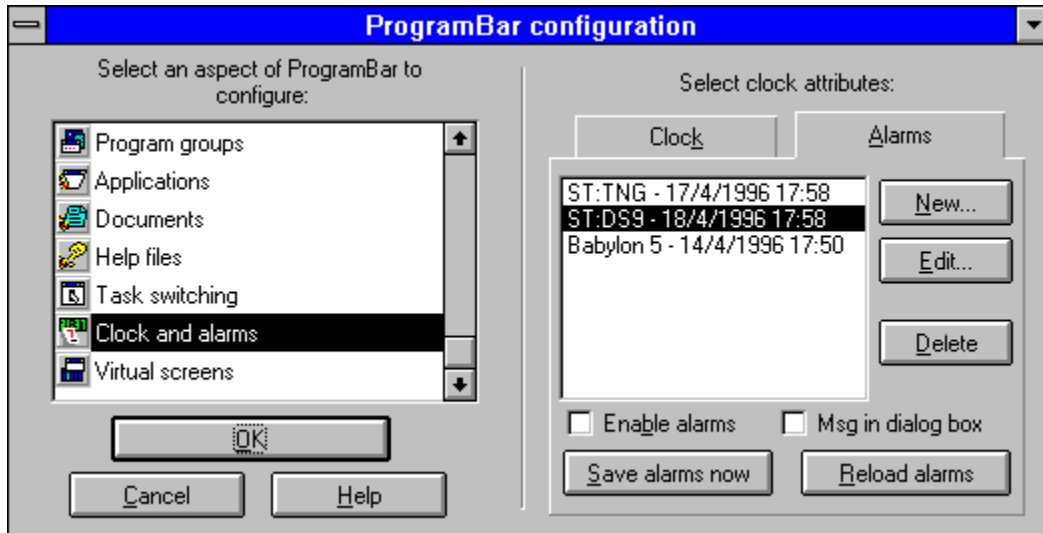 ProgramBar configuration
Select an aspect of ProgramBar to
configure:
Program groups
Applications
Documents
Help files
Task switching
Clock and alarms
Virtual screens
OK
Cancel
Help
Select clock attributes:
Clock
Alarms
ST:TNG - 17/4/1996 17:58
ST:DS9 - 18/4/1996 17:58
Babylon 5 - 14/4/1996 17:50
New...
Edit...
Delete
Enable alarms
Msg in dialog box
Save alarms now
Reload alarms